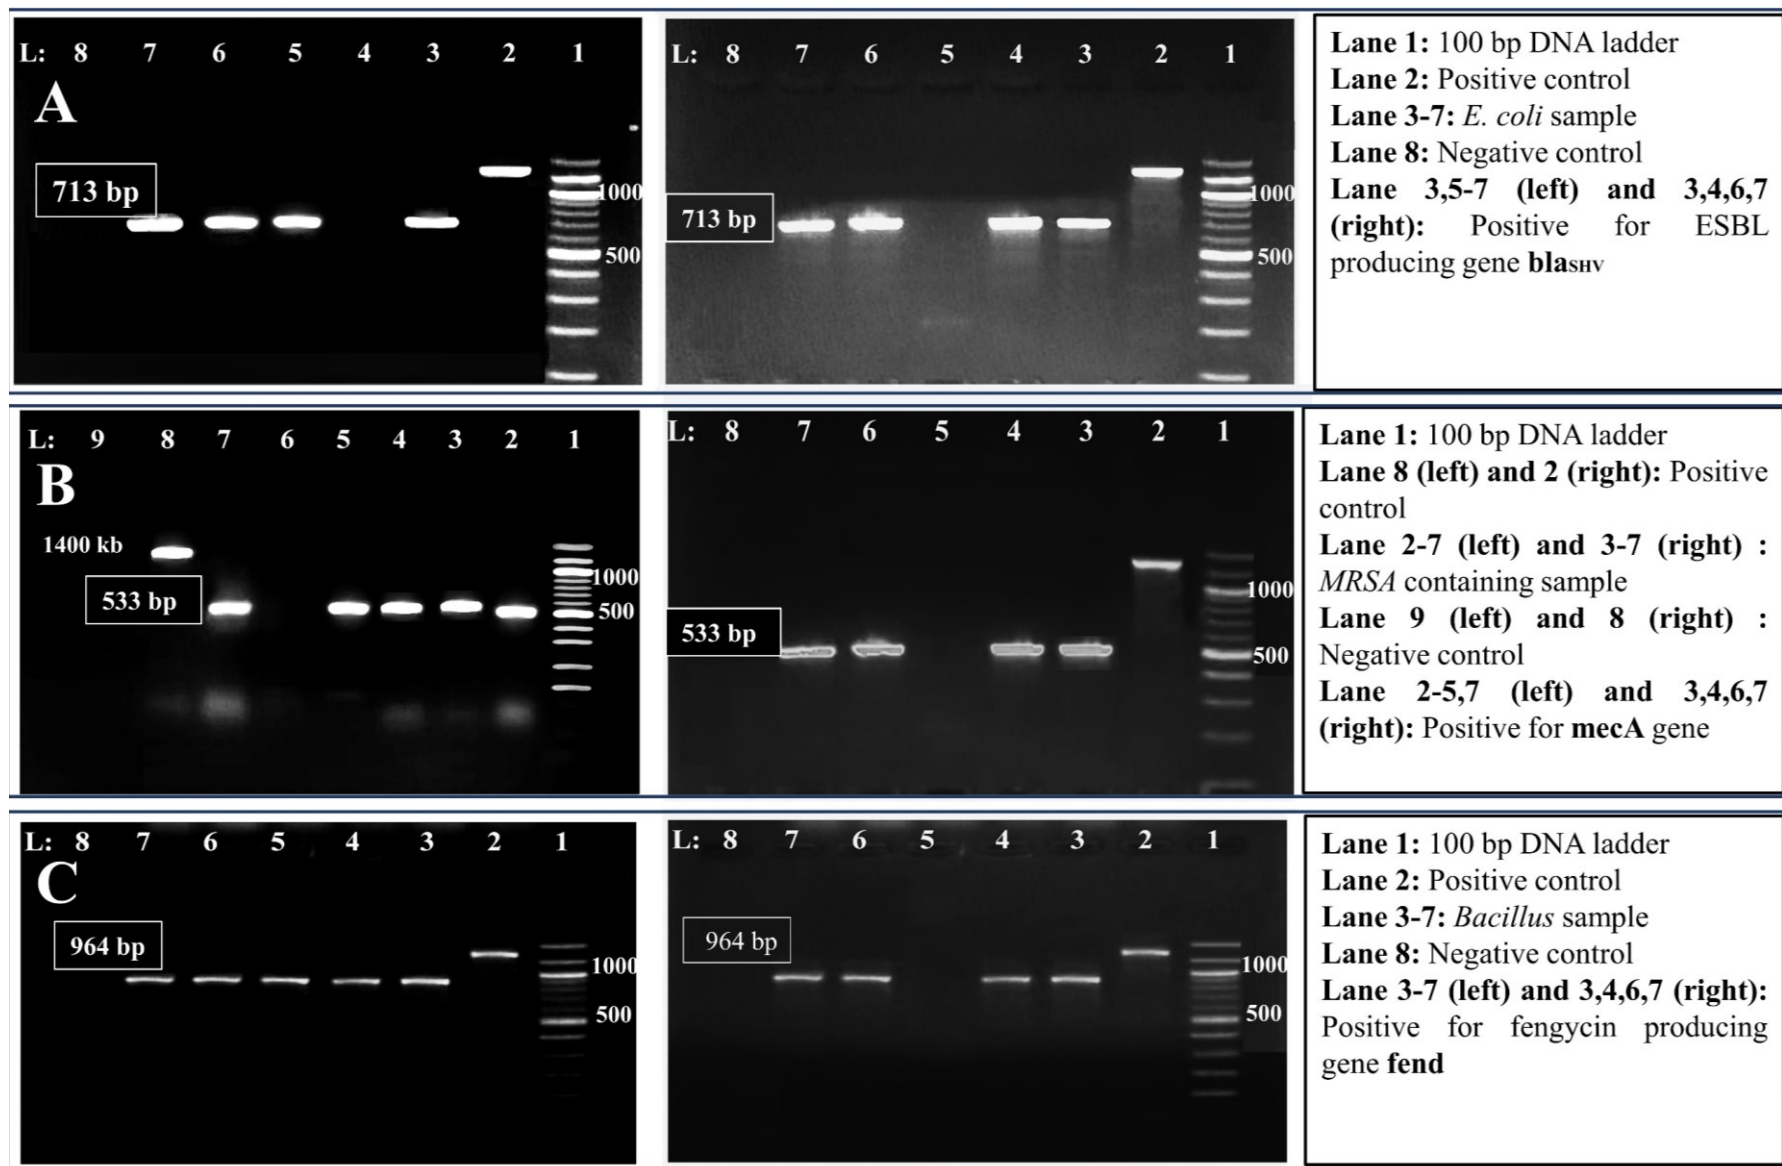 L: 8 7 6 5 4 3 2 1
A
713 bp
1000
500
L: 8 7 6 5 4 3 2 1
713 bp
1000
500
Lane 1: 100 bp DNA ladder
Lane 2: Positive control
Lane 3-7: E. coli sample
Lane 8: Negative control
Lane 3,5-7 (left) and 3,4,6,7
(right): Positive for ESBL
producing gene blaSHV
L: 9 8 7 6 5 4 3 2 1
B
1400 kb
533 bp
1000
500
L: 8 7 6 5 4 3 2 1
533 bp
1000
500
Lane 1: 100 bp DNA ladder
Lane 8 (left) and 2 (right): Positive
control
Lane 2-7 (left) and 3-7 (right) :
MRSA containing sample
Lane 9 (left) and 8 (right) :
Negative control
Lane 2-5,7 (left) and 3,4,6,7
(right): Positive for mecA gene
L: 8 7 6 5 4 3 2 1
C
964 bp
1000
500
L: 8 7 6 5 4 3 2 1
964 bp
1000
500
Lane 1: 100 bp DNA ladder
Lane 2: Positive control
Lane 3-7: Bacillus sample
Lane 8: Negative control
Lane 3-7 (left) and 3,4,6,7 (right):
Positive for fengycin producing
gene fend